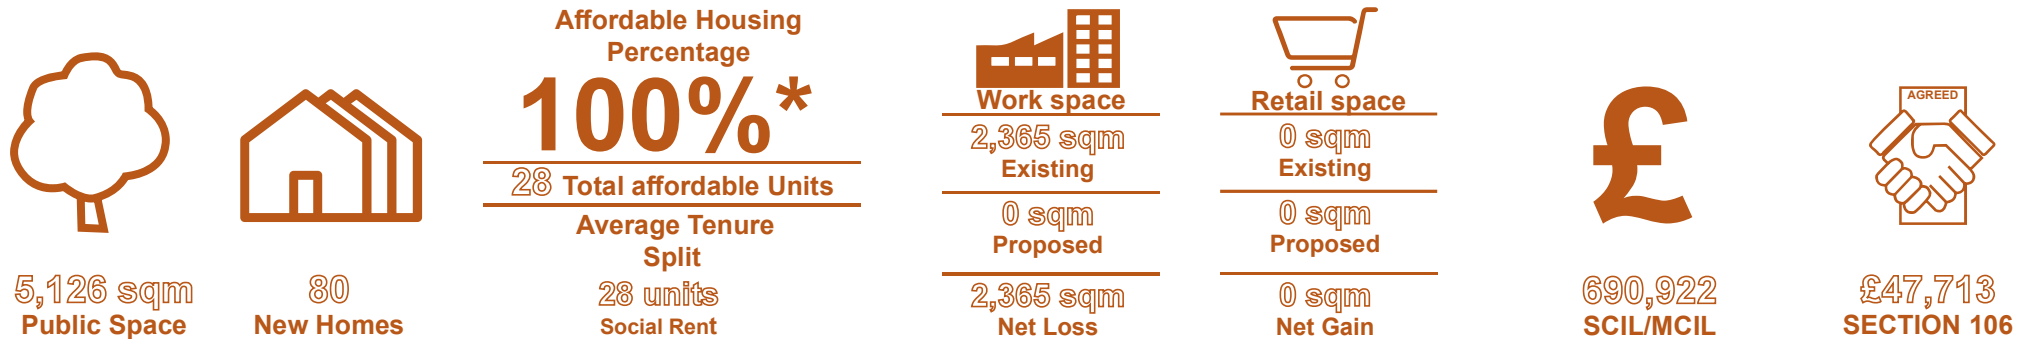 5,126 sqm
Public Space
80
New Homes
Affordable Housing
Percentage
100%*
28 Total affordable Units
Average Tenure
Split
28 units
Social Rent
Work space
2,365 sqm
Existing
0 sqm
Proposed
2,365 sqm
Net Loss
Retail space
0 sqm
Existing
0 sqm
Proposed
0 sqm
Net Gain
£
690,922
SCIL/MCIL
AGREED
£47,713
SECTION 106